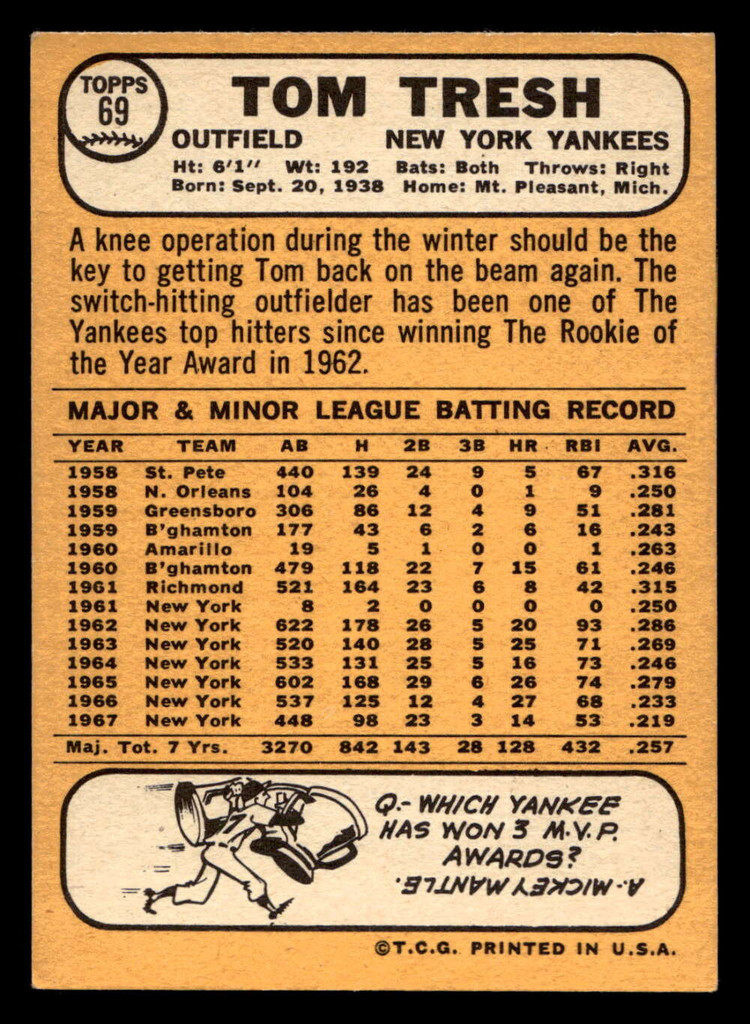 TOPPS
69
TOM TRESH
OUTFIELD NEW YORK YANKEES
Ht: 6'1" Wt: 192 Bats: Both Throws: Right
Born: Sept. 20, 1938 Home: Mt. Pleasant, Mich.
A knee operation during the winter should be the
key to getting Tom back on the beam again. The
switch-hitting outfielder has been one of The
Yankees top hitters since winning The Rookie of
the Year Award in 1962.
MAJOR & MINOR LEAGUE BATTING RECORD
YEAR TEAM AB H 2B 3B HR RBI AVG.
1958 St. Pete 440 139 24 9 5 67 .316
1958 N. Orleans 104 26 4 0 1 9 .250
1959 Greensboro 306 86 12 4 9 51 .281
1959 B'ghamton 177 43 6 2 6 16 .243
1960 Amarillo 19 5 1 0 0 1 .263
1960 B'ghamton 479 118 22 7 15 61 .246
1961 Richmond 521 164 23 6 8 42 .315
1961 New York 8 2 0 0 0 0 .250
1962 New York 622 178 26 5 20 93 .286
1963 New York 520 140 28 5 25 71 .269
1964 New York 533 131 25 5 16 73 .246
1965 New York 602 168 29 6 26 74 .279
1966 New York 537 125 12 4 27 68 .233
1967 New York 448 98 23 3 14 53 .219
Maj. Tot. 7 Yrs. 3270 842 143 28 128 432 .257
7
Q.- WHICH YANKEE
HAS WON 3 M.V.P.
AWARDS?
A.- MICKEY MANTLE.
©T.C.G. PRINTED IN U.S.A.